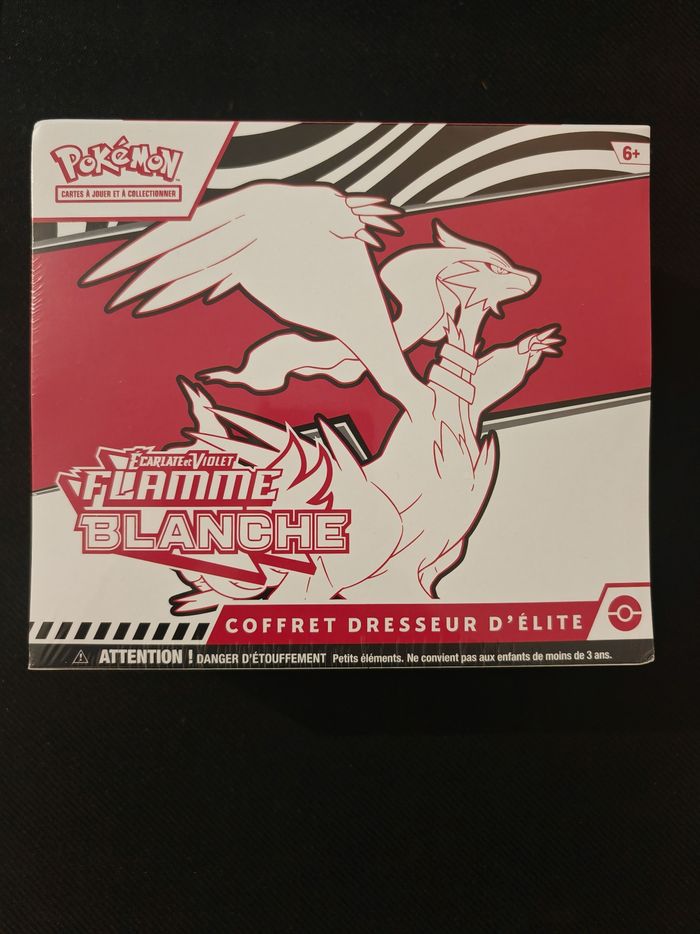 POKÉMON
CARTES À JOUER ET À COLLECTIONNER
6+
ÉCARLATE ET VIOLET
FLAMME
BLANCHE
COFFRET DRESSEUR D'ÉLITE
ATTENTION ! DANGER D'ÉTOUFFEMENT Petits éléments. Ne convient pas aux enfants de moins de 3 ans.